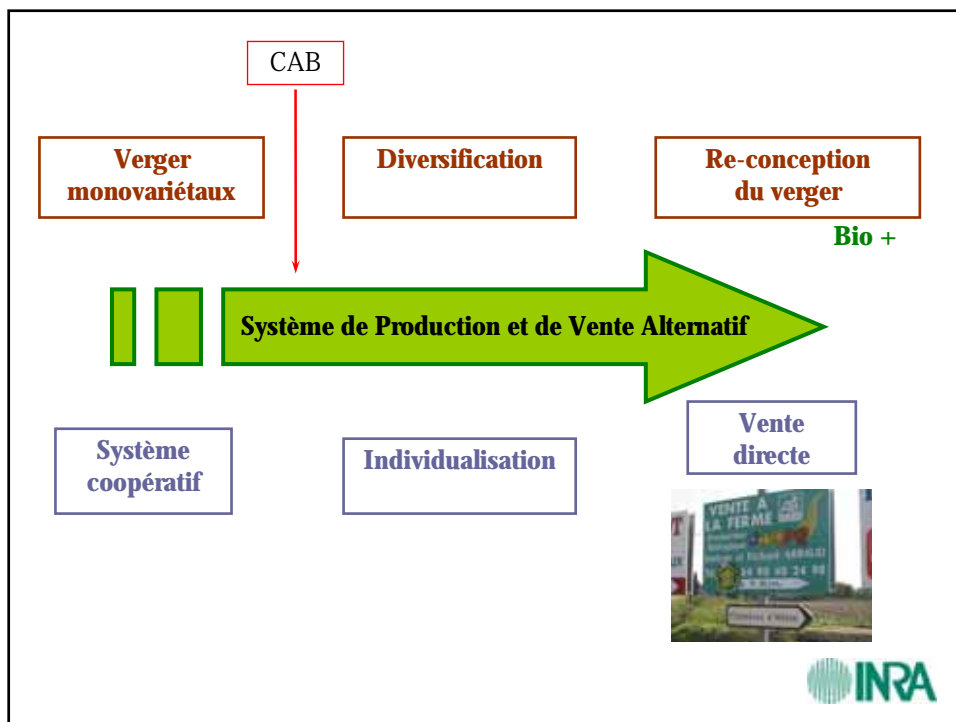 CAB
Verger
monovariétaux
Diversification
Re-conception
du verger
Bio +
Système de Production et de Vente Alternatif
Système
coopératif
Individualisation
Vente
directe
VENTE A
LA FERME
INRA